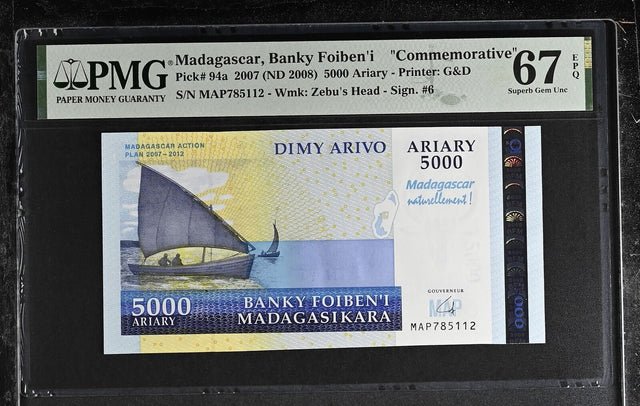 PMG®
PAPER MONEY GUARANTY
Madagascar, Banky Foiben'i "Commemorative"
Pick# 94a 2007 (ND 2008) 5000 Ariary - Printer: G&D
S/N MAP785112 - Wmk: Zebu's Head - Sign. #6
67
EPQ
Superb Gem Unc
MADAGASCAR ACTION
PLAN 2007-2012
DIMY ARIVO
ARIARY
5000
Madagascar
naturellement!
5000
ARIARY
BANKY FOIBEN'I
MADAGASIKARA
GOUVERNEUR
MAP
MAP785112
000